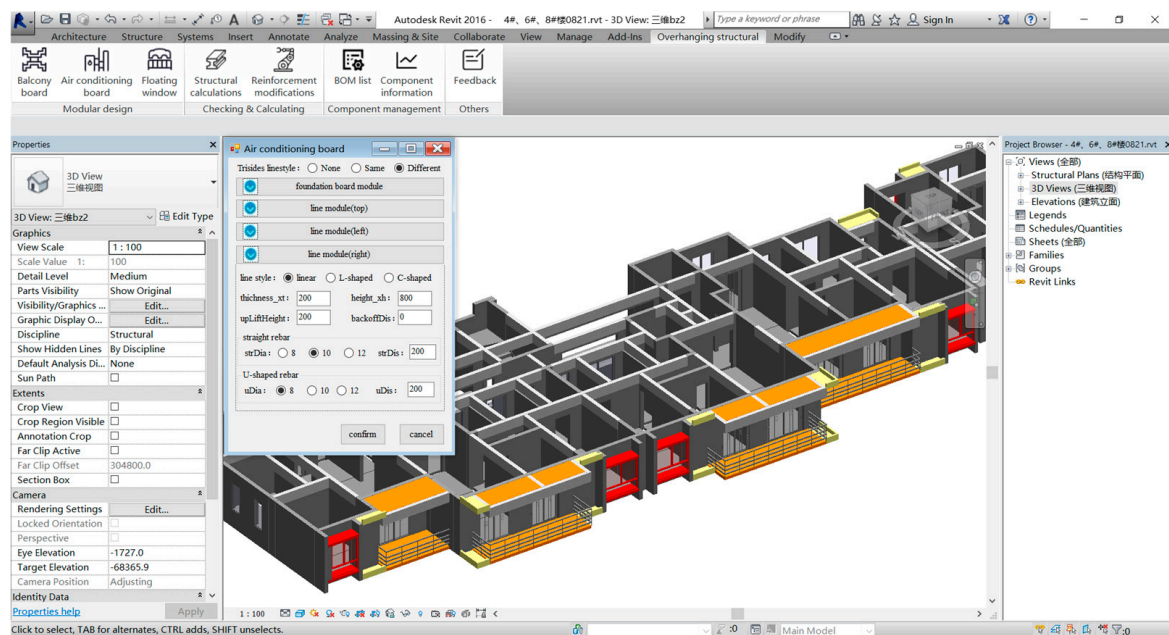 Autodesk Revit 2016 - 4#、6#、8#楼0821.rvt - 3D View: 三维bz2
Type a keyword or phrase
Sign In
Architecture Structure Systems Insert Annotate Analyze Massing & Site Collaborate View Manage Add-Ins Overhanging structural Modify
Balcony board
Air conditioning board
Floating window
Structural calculations
Reinforcement modifications
BOM list
Component information
Feedback
Modular design
Checking & Calculating
Component management
Others
Properties
3D View
三维视图
3D View: 三维bz2
Edit Type
Graphics
View Scale 1 : 100
Scale Value 1: 100
Detail Level Medium
Parts Visibility Show Original
Visibility/Graphics ... Edit...
Graphic Display O... Edit...
Discipline Structural
Show Hidden Lines By Discipline
Default Analysis Di... None
Sun Path
Extents
Crop View
Crop Region Visible
Annotation Crop
Far Clip Active
Far Clip Offset 304800.0
Section Box
Camera
Rendering Settings Edit...
Locked Orientation
Perspective
Eye Elevation -1727.0
Target Elevation -68365.9
Camera Position Adjusting
Identity Data
Properties help
Apply
Air conditioning board
Trisides linestyle: None Same Different
foundation board module
line module(top)
line module(left)
line module(right)
line style: linear L-shaped C-shaped
thickness_xt: 200 height_xh: 800
upLiftHeight: 200 backoffDis: 0
straight rebar
strDia: 8 10 12 strDis: 200
U-shaped rebar
uDia: 8 10 12 uDis: 200
confirm cancel
Project Browser - 4#、6#、8#楼0821.rvt
Views (全部)
Structural Plans (结构平面)
3D Views (三维视图)
Elevations (建筑立面)
Legends
Schedules/Quantities
Sheets (全部)
Families
Groups
Revit Links
1 : 100
Click to select, TAB for alternates, CTRL adds, SHIFT unselects.
:0
Main Model
:0